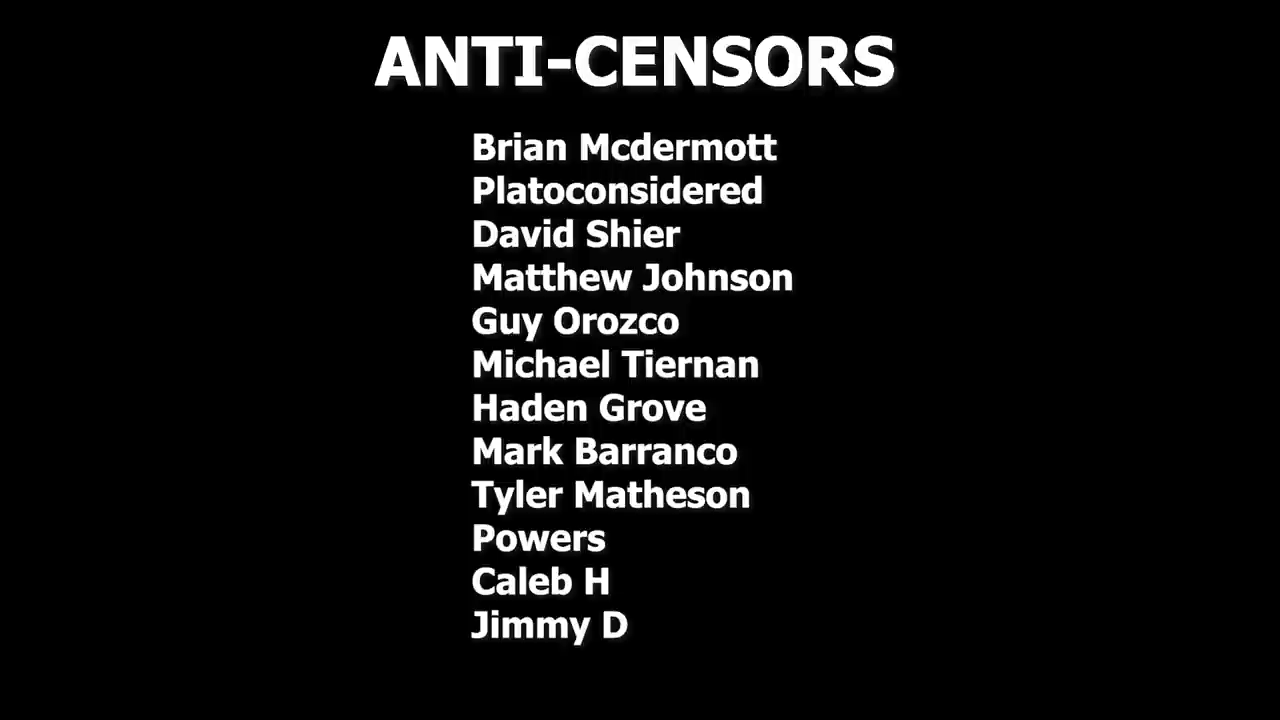 ANTI-CENSORS
Brian Mcdermott
Platoconsidered
David Shier
Matthew Johnson
Guy Orozco
Michael Tiernan
Haden Grove
Mark Barranco
Tyler Matheson
Powers
Caleb H
Jimmy D